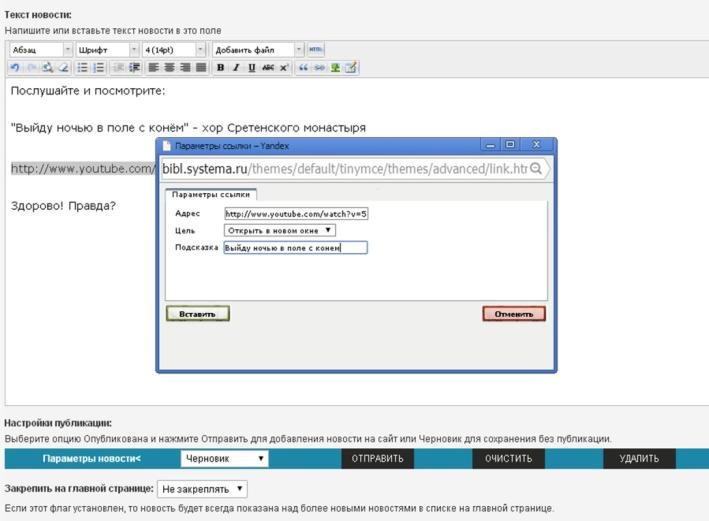 Текст новости:
Напишите или вставьте текст новости в это поле
Абзац Шрифт 4 (14pt) Добавить файл HTML
B I U ABC x²
Послушайте и посмотрите:
"Выйду ночью в поле с конём" - хор Сретенского монастыря
Параметры ссылки – Yandex
http://www.youtube.com/
bibl.systema.ru/themes/default/tinymce/themes/advanced/link.htr
Параметры ссылки
Здорово! Правда?
Адрес http://www.youtube.com/watch?v=5
Цель Открыть в новом окне
Подсказка Выйду ночью в поле с конем
Вставить Отменить
Настройки публикации:
Выберите опцию Опубликована и нажмите Отправить для добавления новости на сайт или Черновик для сохранения без публикации.
Параметры новости< Черновик ОТПРАВИТЬ ОЧИСТИТЬ УДАЛИТЬ
Закрепить на главной странице: Не закреплять
Если этот флаг установлен, то новость будет всегда показана над более новыми новостями в списке на главной странице.